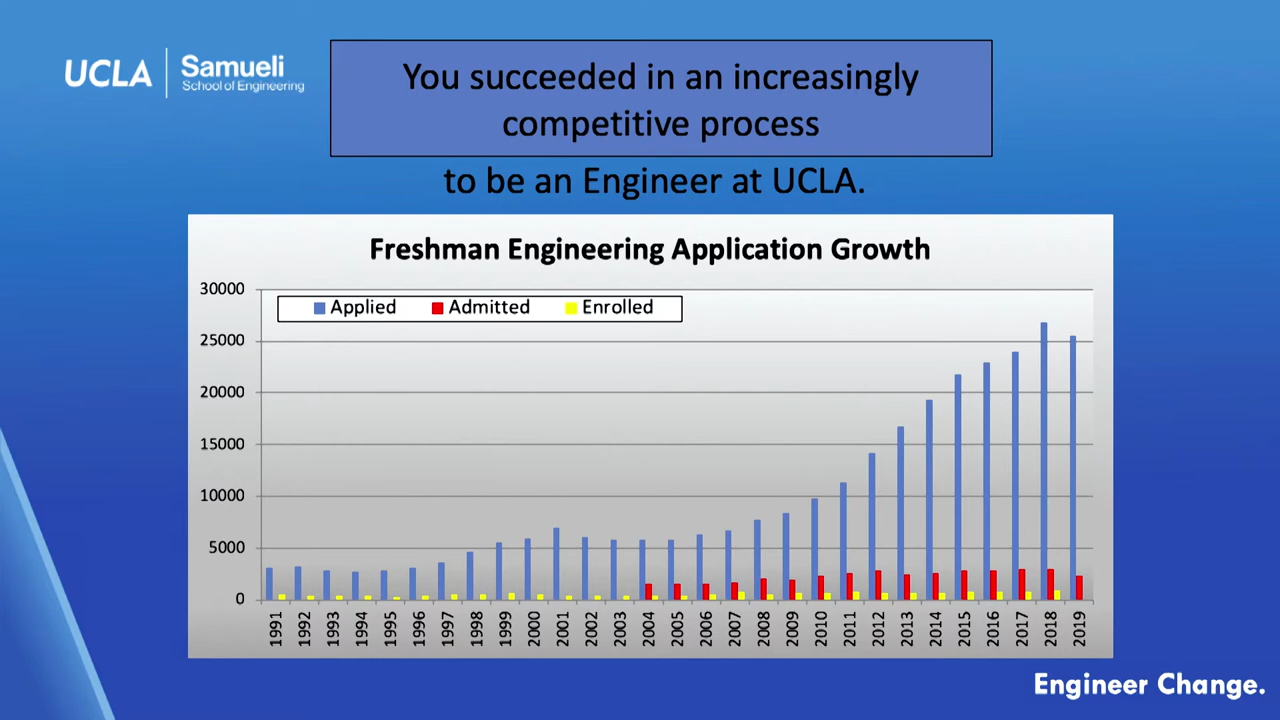 UCLA
Samueli
School of Engineering
You succeeded in an increasingly
competitive process
to be an Engineer at UCLA.
Freshman Engineering Application Growth
Applied Admitted Enrolled
30000
25000
20000
15000
10000
5000
0
1991 1992 1993 1994 1995 1996 1997 1998 1999 2000 2001 2002 2003 2004 2005 2006 2007 2008 2009 2010 2011 2012 2013 2014 2015 2016 2017 2018 2019
Engineer Change.